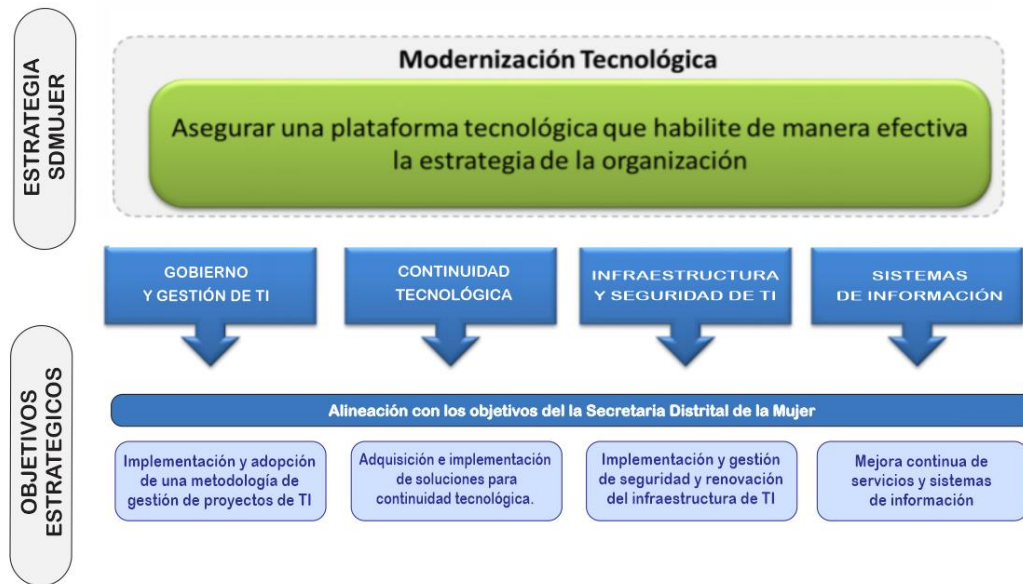 ESTRATEGIA
SDMUJER
Modernización Tecnológica
Asegurar una plataforma tecnológica que habilite de manera efectiva
la estrategia de la organización
GOBIERNO
Y GESTIÓN DE TI
CONTINUIDAD
TECNOLÓGICA
INFRAESTRUCTURA
Y SEGURIDAD DE TI
SISTEMAS
DE INFORMACIÓN
OBJETIVOS
ESTRATEGICOS
Alineación con los objetivos del la Secretaria Distrital de la Mujer
Implementación y adopción
de una metodología de
gestión de proyectos de TI
Adquisición e implementación
de soluciones para
continuidad tecnológica.
Implementación y gestión
de seguridad y renovación
del infraestructura de TI
Mejora continua de
servicios y sistemas
de información